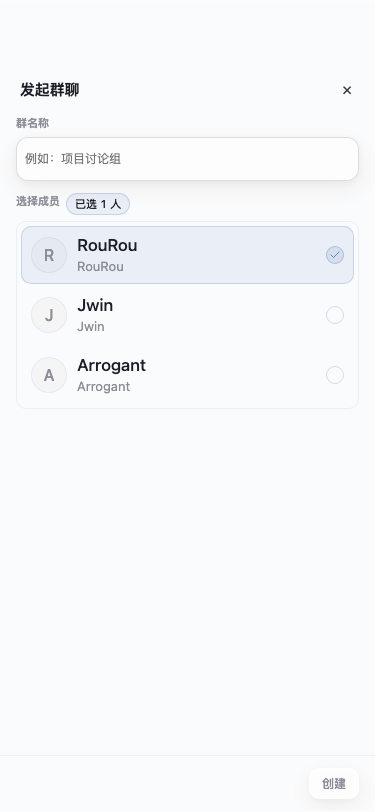 发起群聊 ×
群名称
例如：项目讨论组
选择成员 已选 1 人
R RouRou
RouRou
J Jwin
Jwin
A Arrogant
Arrogant
创建